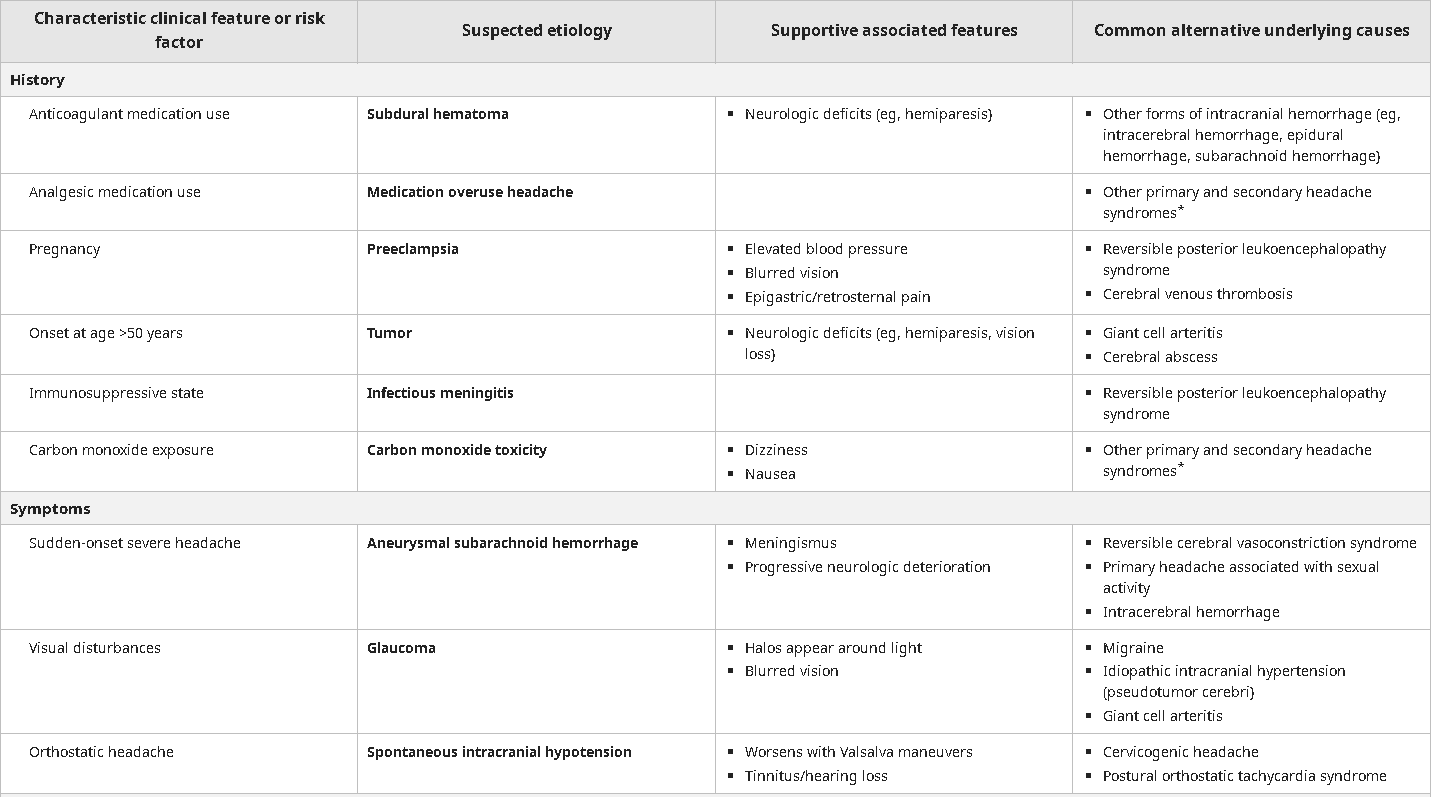 Characteristic clinical feature or risk
factor
Suspected etiology
Supportive associated features
Common alternative underlying causes
History
Anticoagulant medication use
Subdural hematoma
▪ Neurologic deficits (eg, hemiparesis}
▪ Other forms of intracranial hemorrhage (eg,
intracerebral hemorrhage, epidural
hemorrhage, subarachnoid hemorrhage}
Analgesic medication use
Medication overuse headache
▪ Other primary and secondary headache
syndromes*
Pregnancy
Preeclampsia
▪ Elevated blood pressure
▪ Blurred vision
▪ Epigastric/retrosternal pain
▪ Reversible posterior leukoencephalopathy
syndrome
▪ Cerebral venous thrombosis
Onset at age >50 years
Tumor
▪ Neurologic deficits (eg, hemiparesis, vision
loss}
▪ Giant cell arteritis
▪ Cerebral abscess
Immunosuppressive state
Infectious meningitis
▪ Reversible posterior leukoencephalopathy
syndrome
Carbon monoxide exposure
Carbon monoxide toxicity
▪ Dizziness
▪ Nausea
▪ Other primary and secondary headache
syndromes*
Symptoms
Sudden-onset severe headache
Aneurysmal subarachnoid hemorrhage
▪ Meningismus
▪ Progressive neurologic deterioration
▪ Reversible cerebral vasoconstriction syndrome
▪ Primary headache associated with sexual
activity
▪ Intracerebral hemorrhage
Visual disturbances
Glaucoma
▪ Halos appear around light
▪ Blurred vision
▪ Migraine
▪ Idiopathic intracranial hypertension
(pseudotumor cerebri}
▪ Giant cell arteritis
Orthostatic headache
Spontaneous intracranial hypotension
▪ Worsens with Valsalva maneuvers
▪ Tinnitus/hearing loss
▪ Cervicogenic headache
▪ Postural orthostatic tachycardia syndrome